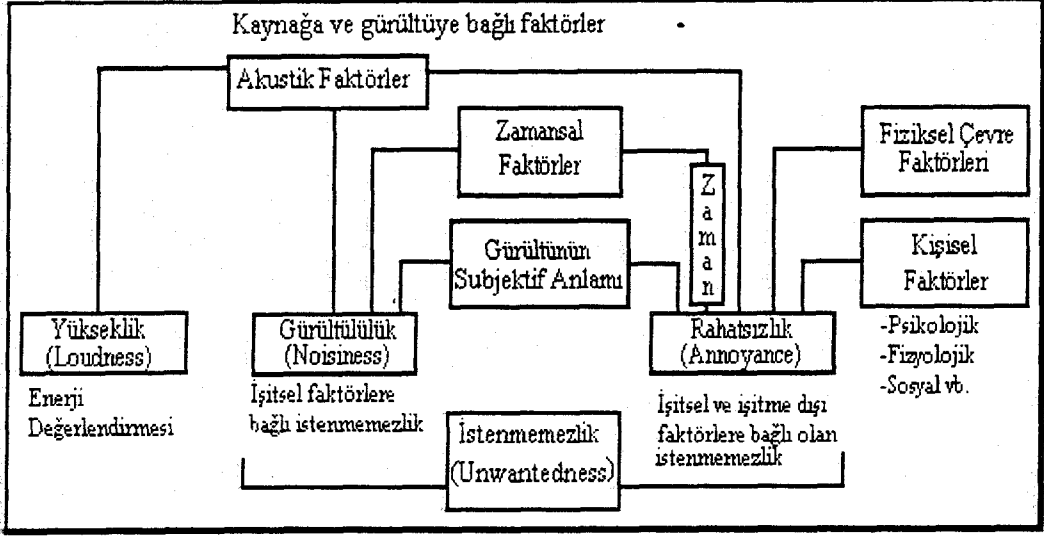 Kaynağa ve gürültüye bağlı faktörler
Akustik Faktörler
Zamansal
Faktörler
Fiziksel Çevre
Faktörleri
Zaman
Gürültünün
Subjektif Anlamı
Kişisel
Faktörler
Yükseklik
(Loudness)
Gürültülülük
(Noisiness)
Rahatsızlık
(Annoyance)
-Psikolojik
-Fizyolojik
-Sosyal vb.
Enerji
Değerlendirmesi
İşitsel faktörlere
bağlı istenmemezlik
İşitsel ve işitme dışı
faktörlere bağlı olan
istenmemezlik
İstenmemezlik
(Unwantedness)